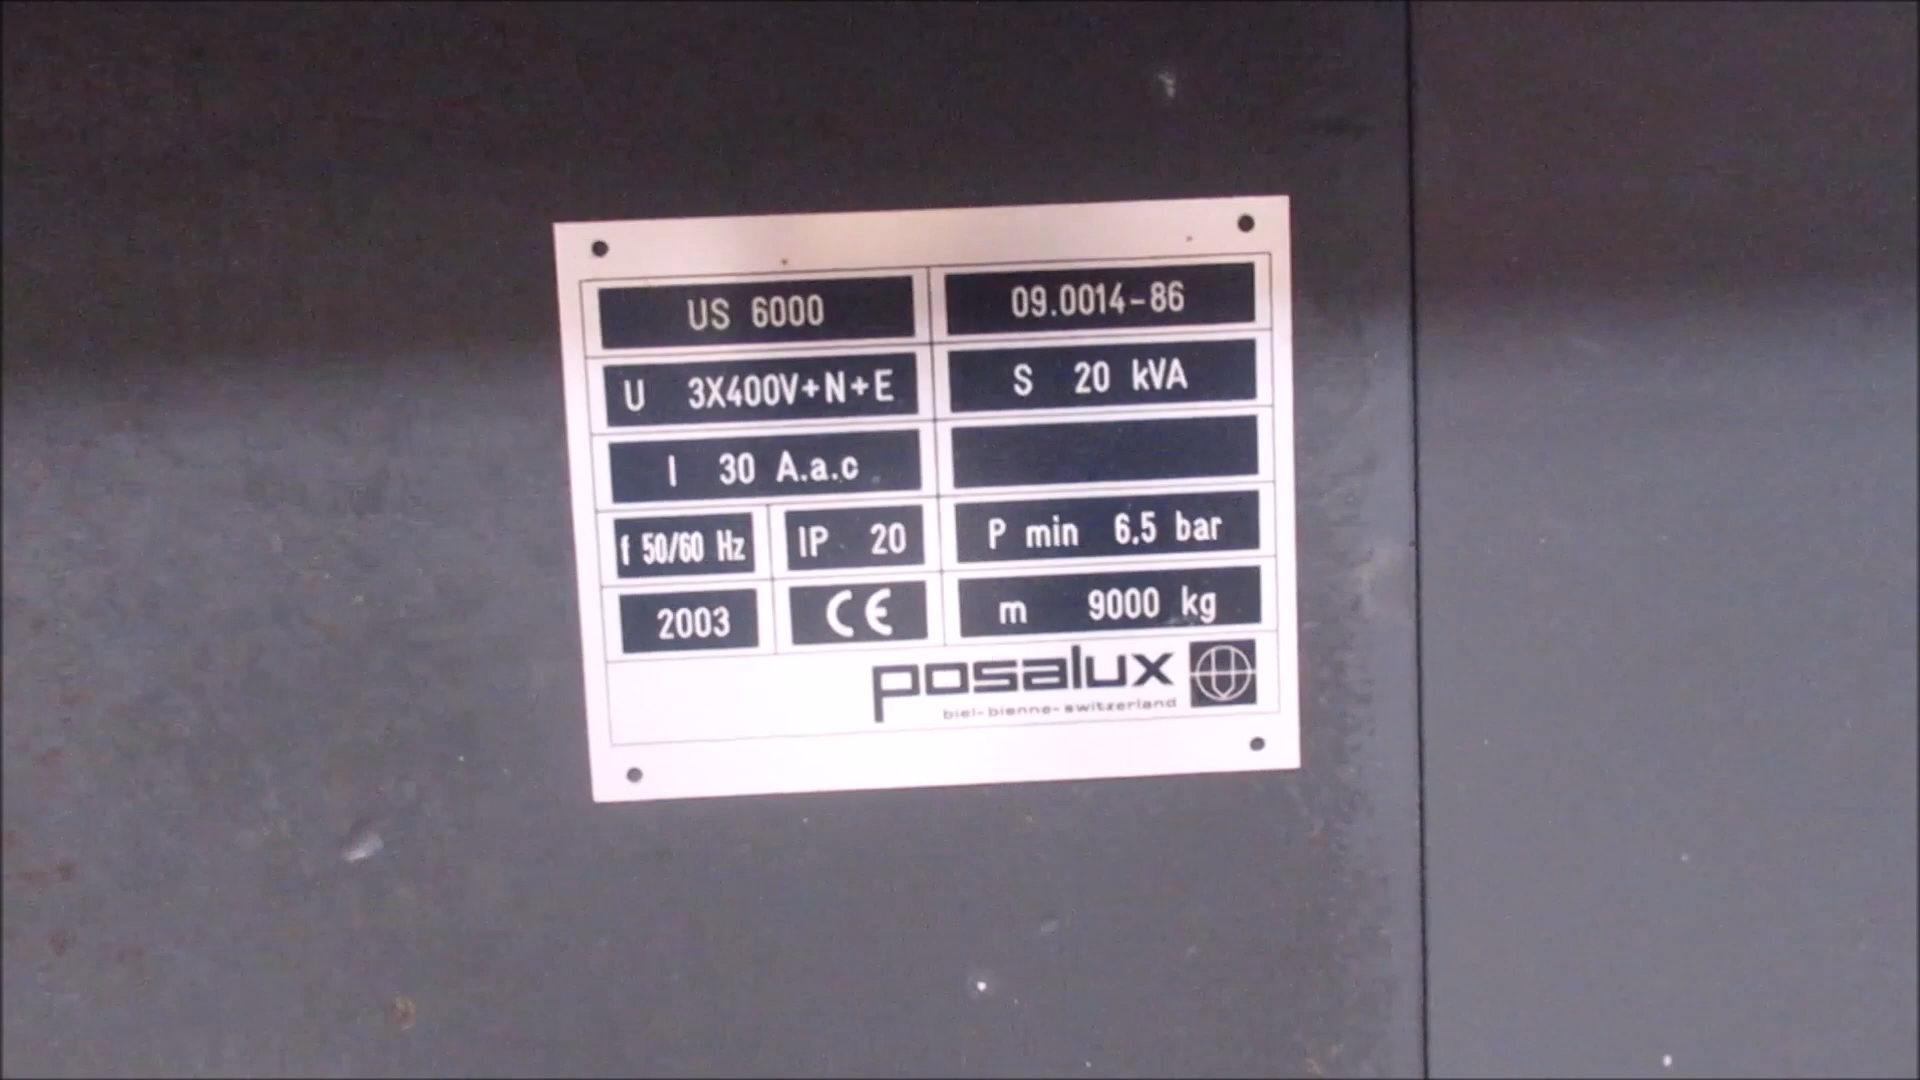 US 6000 09.0014-86
U 3X400V+N+E S 20 kVA
I 30 A.a.c
f 50/60 Hz IP 20 P min 6.5 bar
2003 CE m 9000 kg
posalux
biel-bienne-switzerland